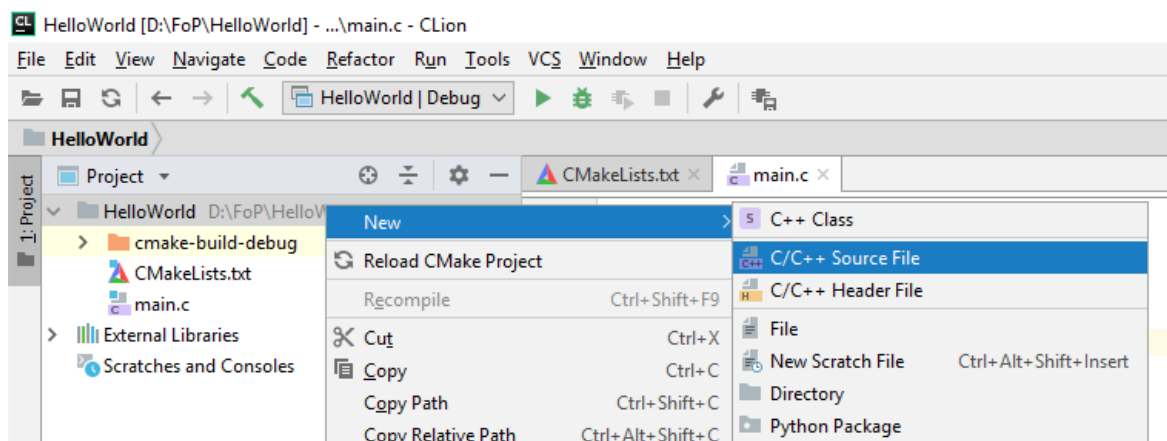 CL HelloWorld [D:\FoP\HelloWorld] - ...\main.c - CLion
File Edit View Navigate Code Refactor Run Tools VCS Window Help
HelloWorld | Debug
HelloWorld
1: Project
Project
CMakeLists.txt
main.c
HelloWorld D:\FoP\HelloW
cmake-build-debug
CMakeLists.txt
main.c
External Libraries
Scratches and Consoles
New
Reload CMake Project
Recompile Ctrl+Shift+F9
Cut Ctrl+X
Copy Ctrl+C
Copy Path Ctrl+Shift+C
Copy Relative Path Ctrl+Alt+Shift+C
S C++ Class
C++ C/C++ Source File
H C/C++ Header File
File
New Scratch File Ctrl+Alt+Shift+Insert
Directory
Python Package